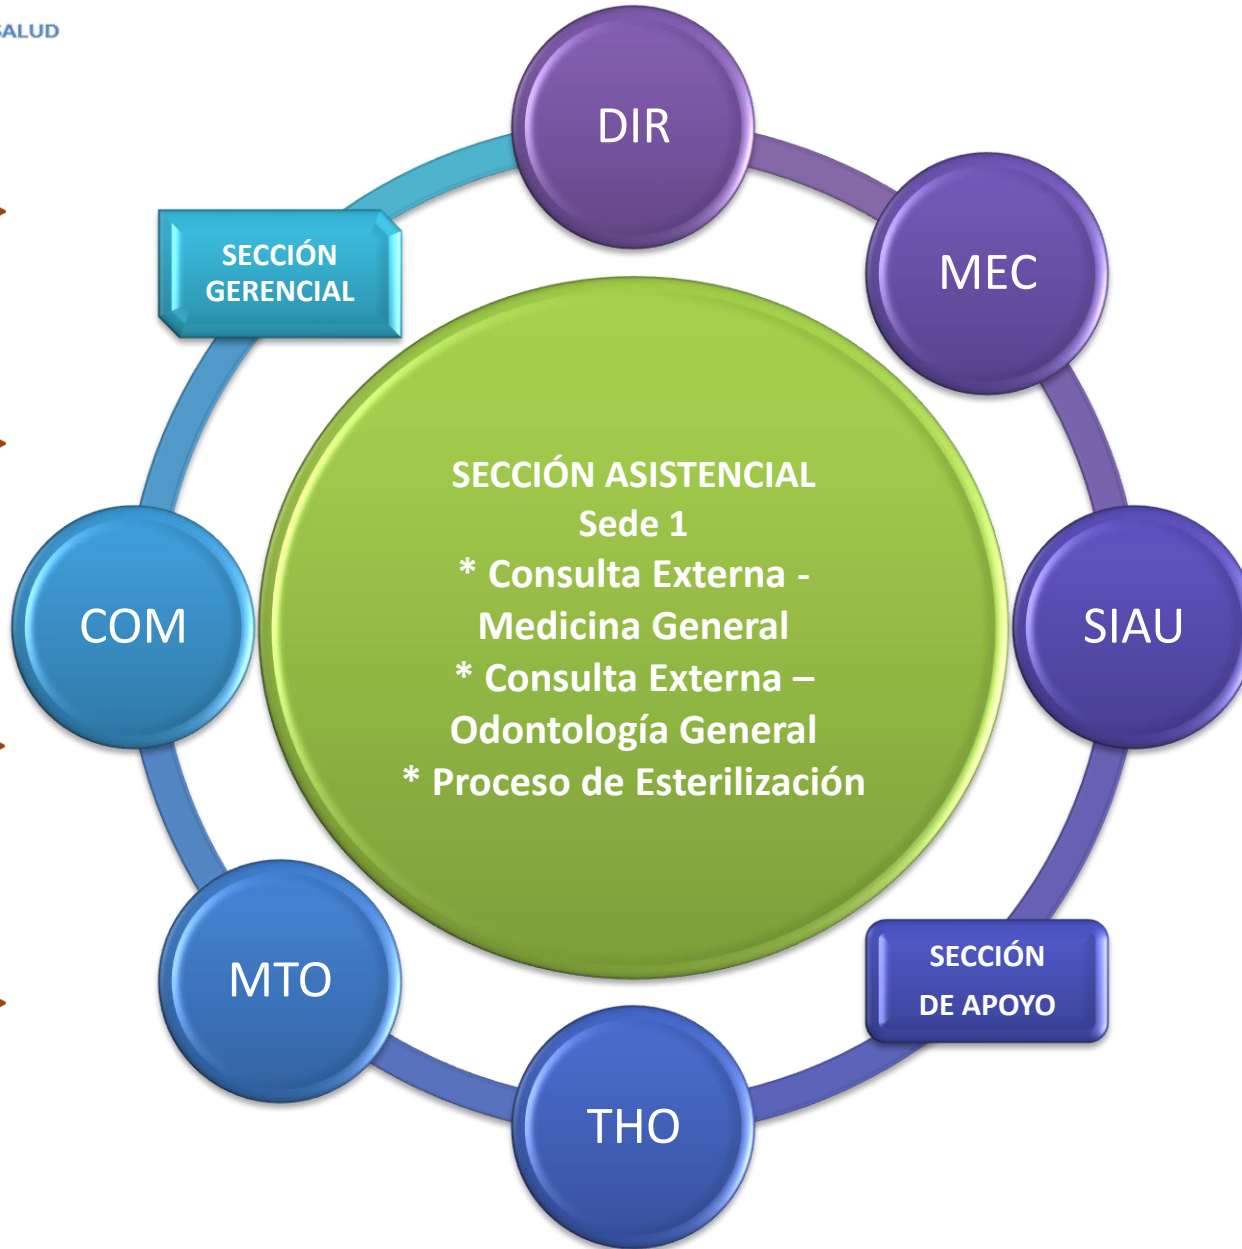 DIR
MEC
SECCIÓN
GERENCIAL
SECCIÓN ASISTENCIAL
Sede 1
* Consulta Externa -
Medicina General
* Consulta Externa –
Odontología General
* Proceso de Esterilización
COM
SIAU
MTO
SECCIÓN
DE APOYO
THO